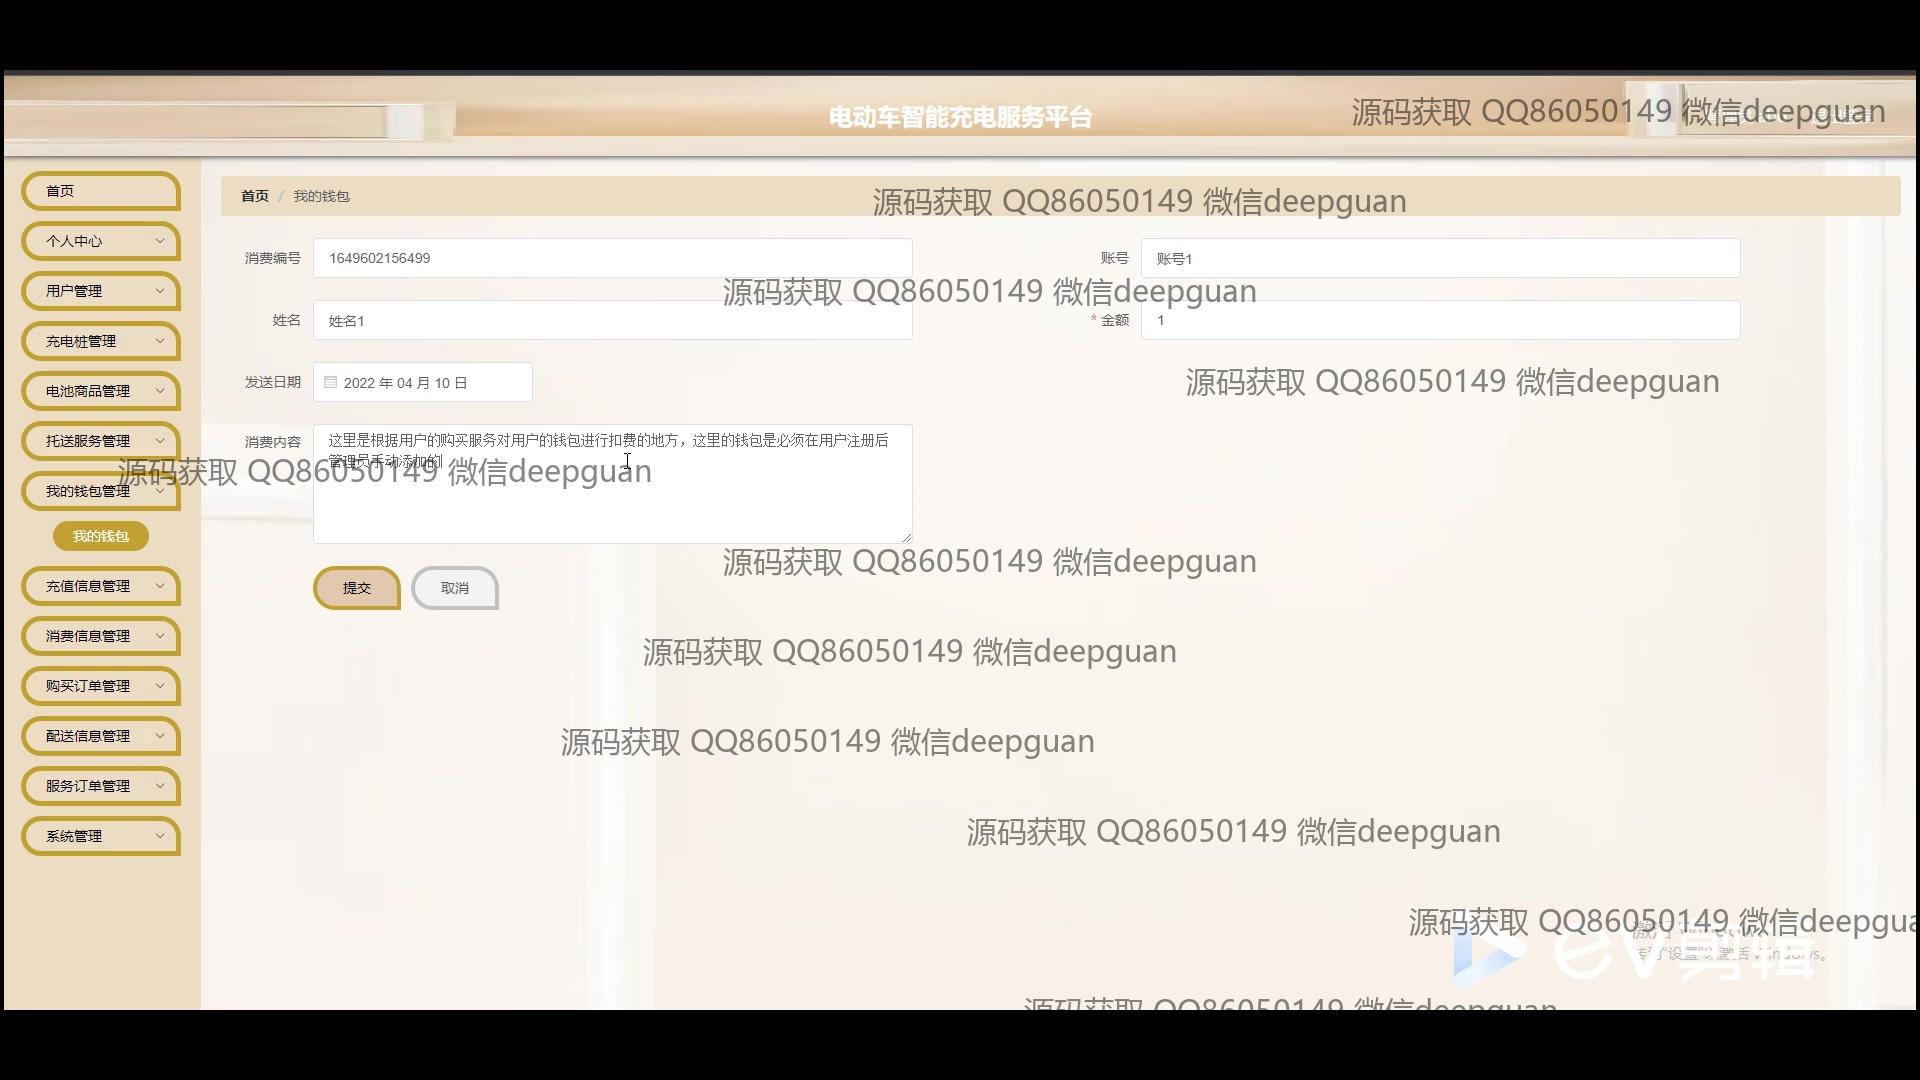 电动车智能充电服务平台
源码获取 QQ86050149 微信deepguan
首页
首页 / 我的钱包
源码获取 QQ86050149 微信deepguan
个人中心
消费编号 1649602156499
账号 账号1
用户管理
源码获取 QQ86050149 微信deepguan
姓名 姓名1
* 金额 1
充电桩管理
发送日期 2022 年 04 月 10 日
源码获取 QQ86050149 微信deepguan
电池商品管理
托送服务管理
消费内容 这里是根据用户的购买服务对用户的钱包进行扣费的地方，这里的钱包是必须在用户注册后
管理员手动添加的
源码获取 QQ86050149 微信deepguan
我的钱包管理
我的钱包
源码获取 QQ86050149 微信deepguan
充值信息管理
提交 取消
消费信息管理
源码获取 QQ86050149 微信deepguan
购买订单管理
配送信息管理
源码获取 QQ86050149 微信deepguan
服务订单管理
系统管理
源码获取 QQ86050149 微信deepguan
源码获取 QQ86050149 微信deepgua
ev剪辑
源码获取 QQ86050149 微信deepguan